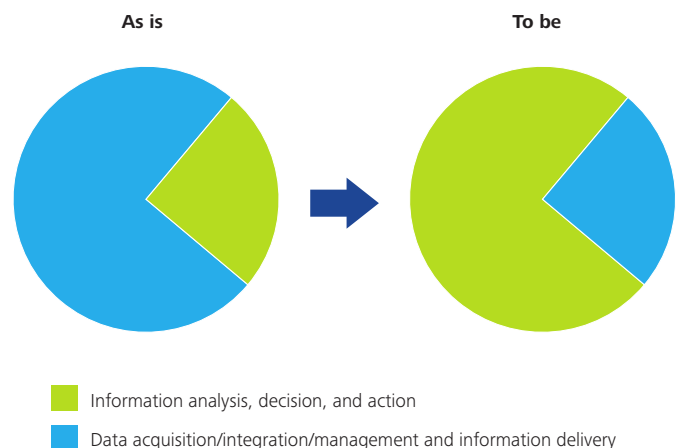 As is
To be
Information analysis, decision, and action
Data acquisition/integration/management and information delivery